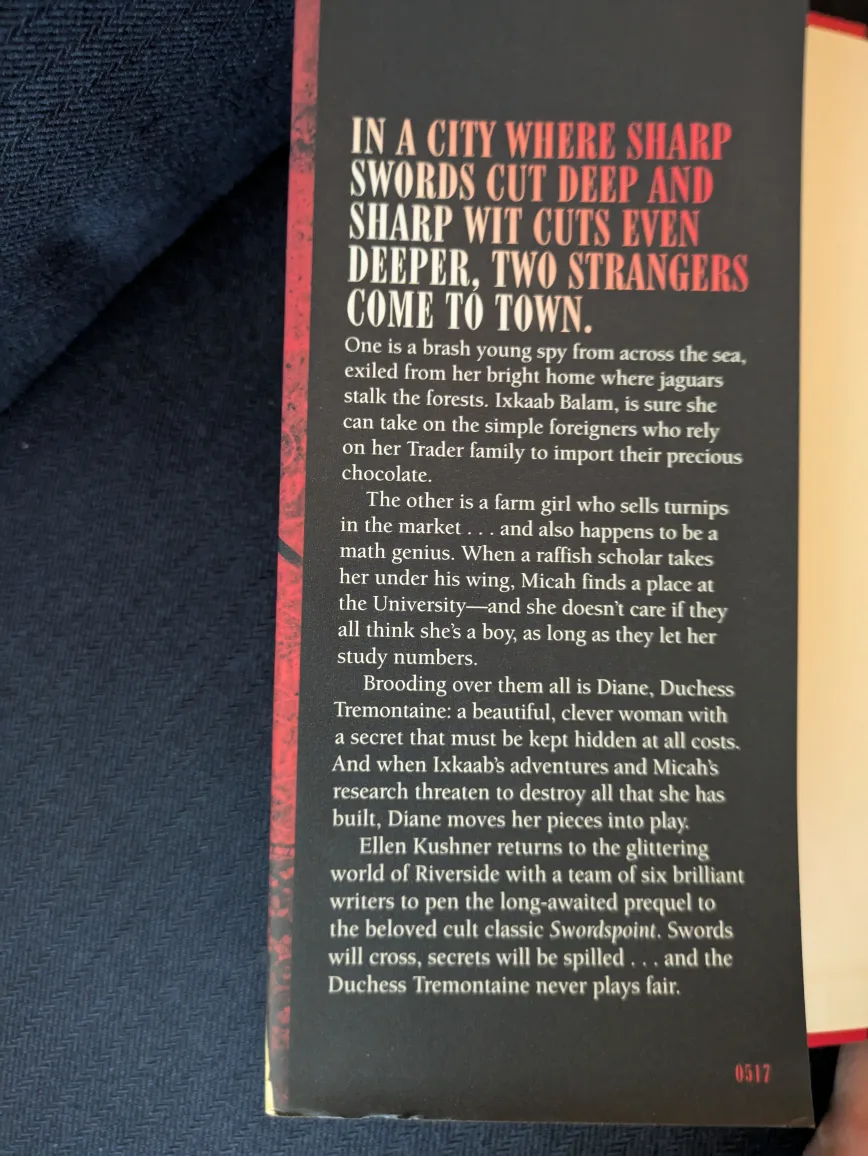 IN A CITY WHERE SHARP
SWORDS CUT DEEP AND
SHARP WIT CUTS EVEN
DEEPER, TWO STRANGERS
COME TO TOWN.
One is a brash young spy from across the sea,
exiled from her bright home where jaguars
stalk the forests. Ixkaab Balam, is sure she
can take on the simple foreigners who rely
on her Trader family to import their precious
chocolate.
The other is a farm girl who sells turnips
in the market . . . and also happens to be a
math genius. When a raffish scholar takes
her under his wing, Micah finds a place at
the University—and she doesn't care if they
all think she's a boy, as long as they let her
study numbers.
Brooding over them all is Diane, Duchess
Tremontaine: a beautiful, clever woman with
a secret that must be kept hidden at all costs.
And when Ixkaab's adventures and Micah's
research threaten to destroy all that she has
built, Diane moves her pieces into play.
Ellen Kushner returns to the glittering
world of Riverside with a team of six brilliant
writers to pen the long-awaited prequel to
the beloved cult classic Swordspoint. Swords
will cross, secrets will be spilled . . . and the
Duchess Tremontaine never plays fair.
0517